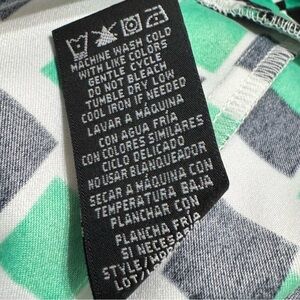 MACHINE WASH COLD
WITH LIKE COLORS
GENTLE CYCLE
DO NOT BLEACH
TUMBLE DRY LOW
COOL IRON IF NEEDED
LAVAR A MÁQUINA
CON AGUA FRÍA
CON COLORES SIMILARES
CICLO DELICADO
NO USAR BLANQUEADOR
SECAR A MÁQUINA CON
TEMPERATURA BAJA
PLANCHAR CON
PLANCHA FRÍA
SI NECESARIO
STYLE/MODELO
LOT/